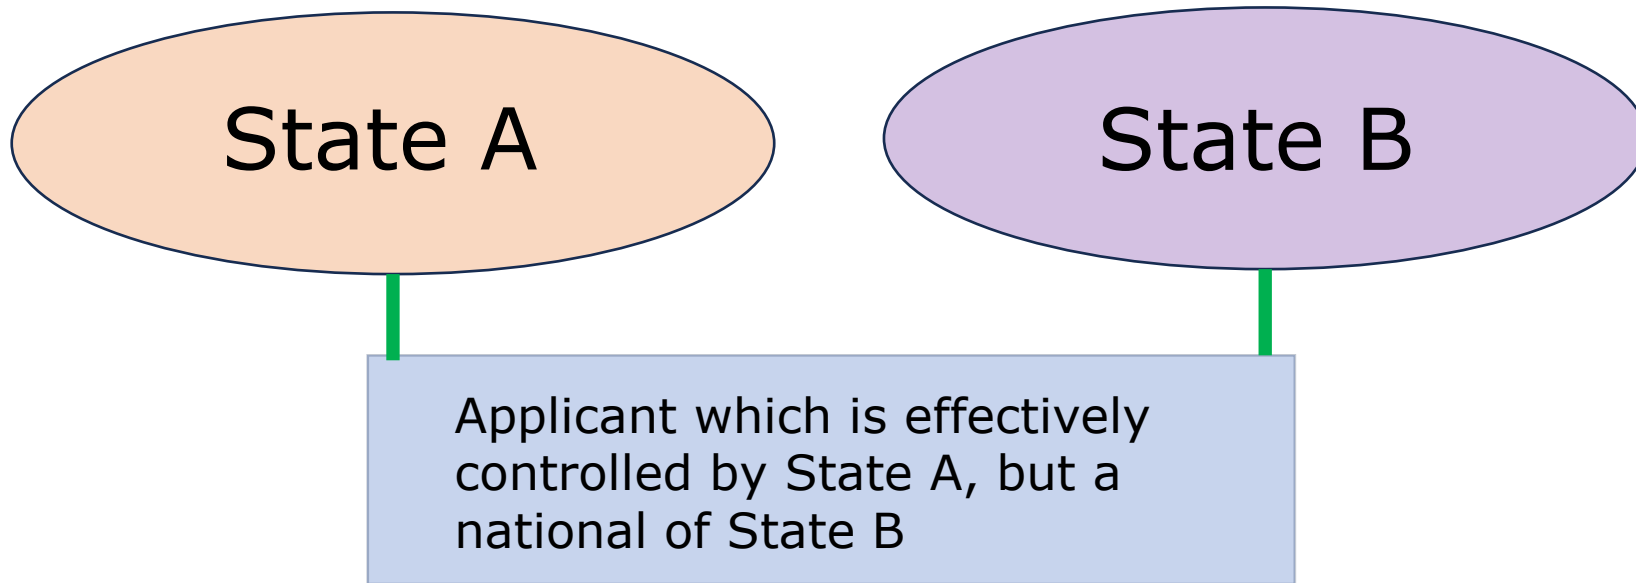 State A
State B
Applicant which is effectively
controlled by State A, but a
national of State B